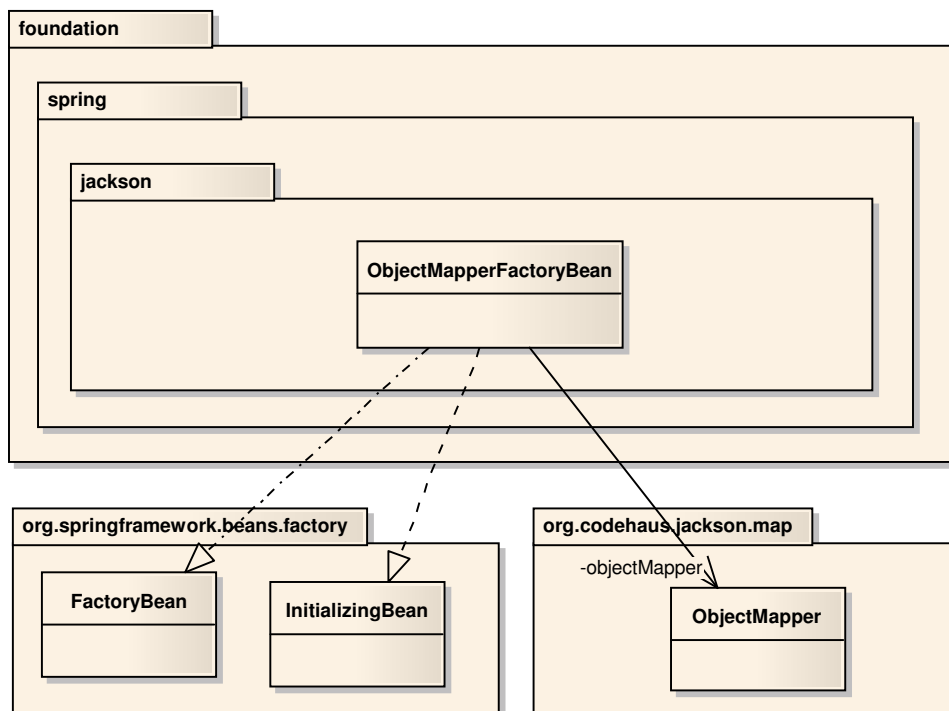 foundation
spring
jackson
ObjectMapperFactoryBean
org.springframework.beans.factory
org.codehaus.jackson.map
-objectMapper
FactoryBean
InitializingBean
ObjectMapper